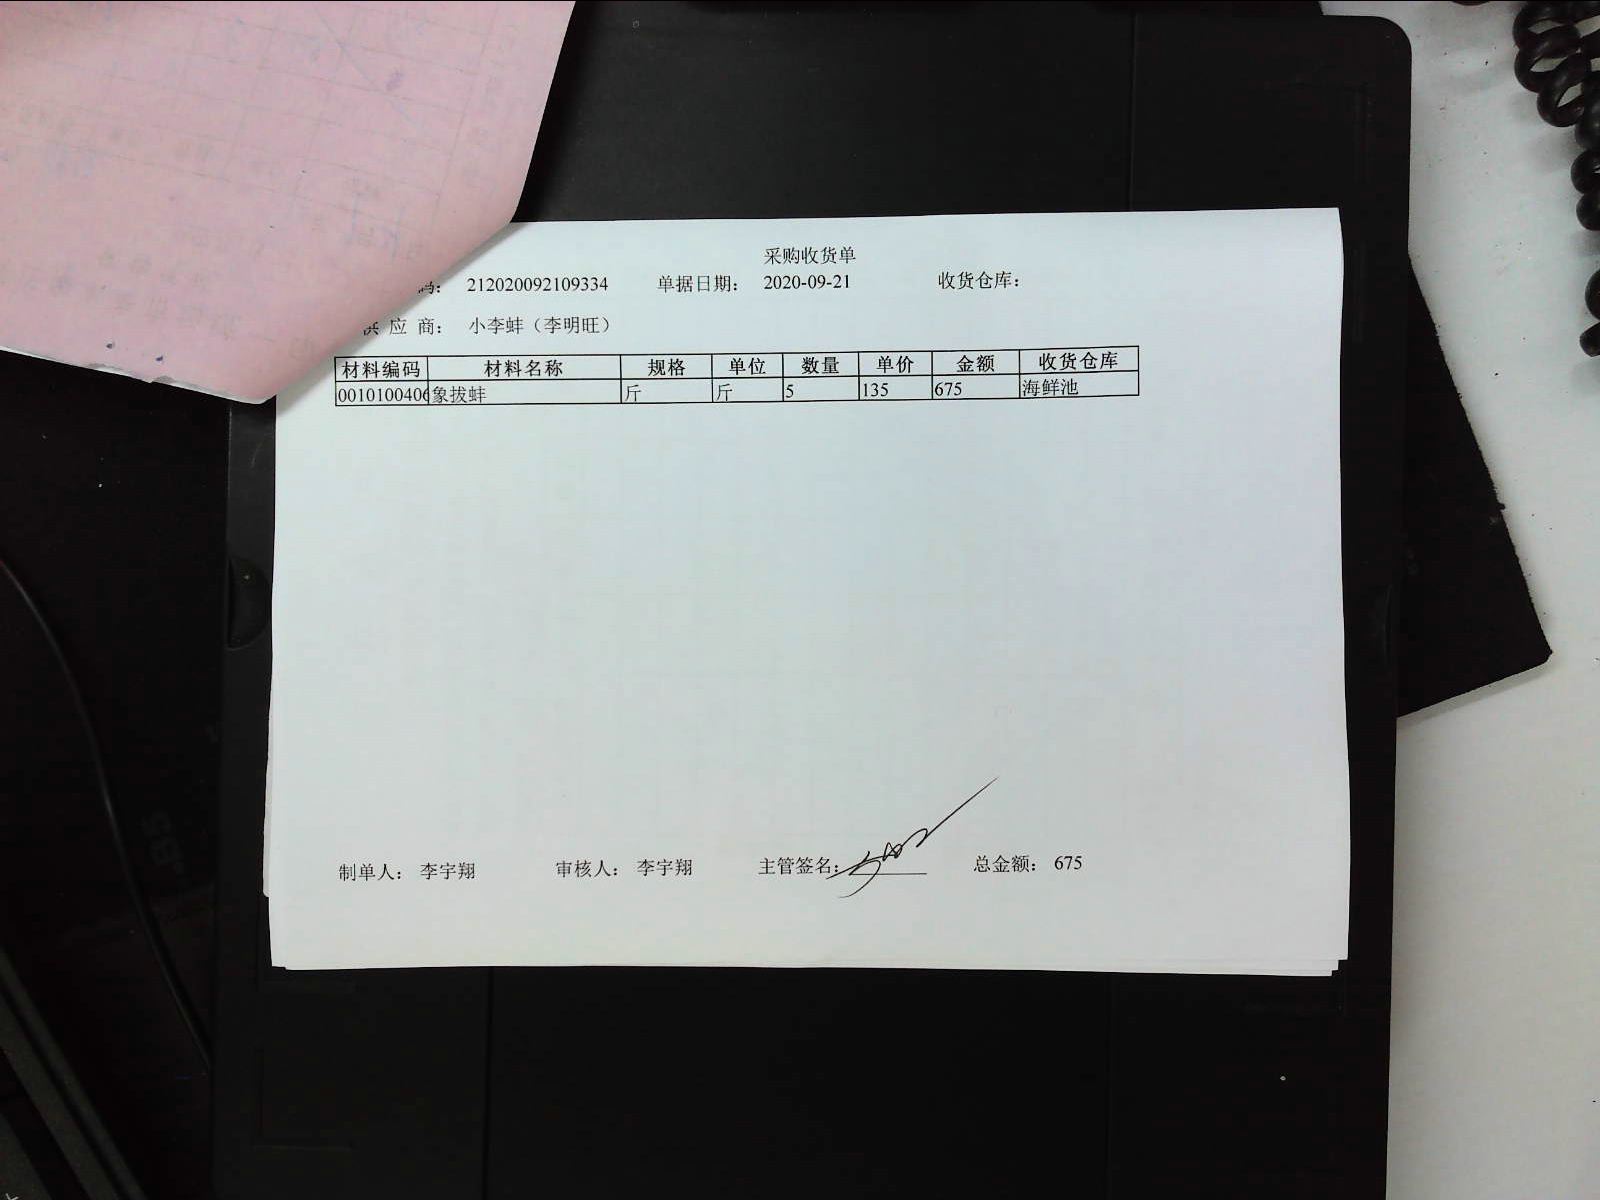 采购收货单
码： 212020092109334 单据日期： 2020-09-21 收货仓库：
供 应 商： 小李蚌（李明旺）
材料编码 材料名称 规格 单位 数量 单价 金额 收货仓库
0010100406 象拔蚌 斤 斤 5 135 675 海鲜池
制单人： 李宇翔 审核人： 李宇翔 主管签名： 总金额： 675